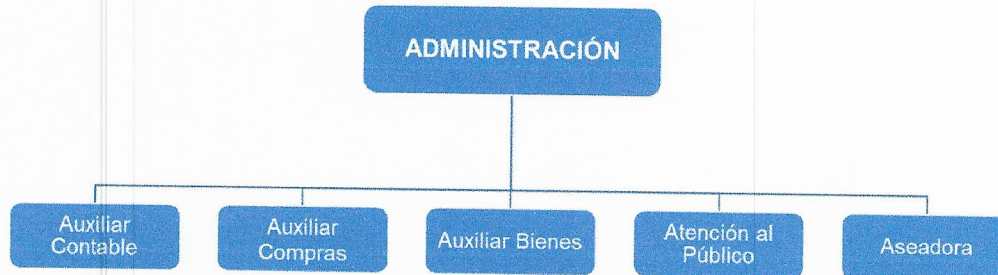 ADMINISTRACIÓN
Auxiliar
Contable
Auxiliar
Compras
Auxiliar Bienes
Atención al
Público
Aseadora